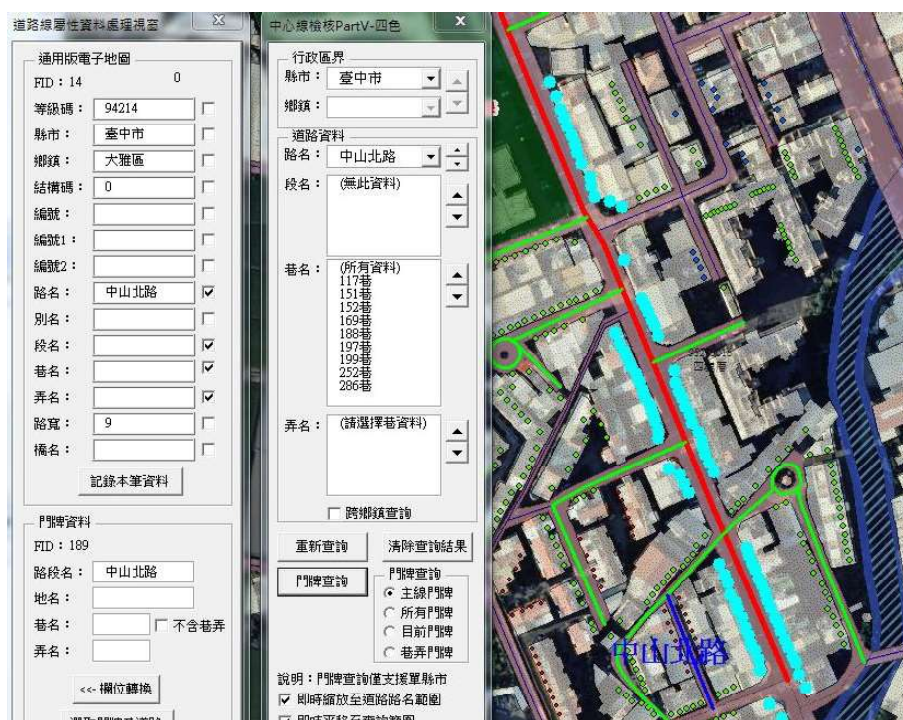 道路線屬性資料處理視窗
通用版電子地圖
FID：14
0
等級碼： 94214
縣市： 臺中市
鄉鎮： 大雅區
結構碼： 0
編號：
編號1：
編號2：
路名： 中山北路
別名：
段名：
巷名：
弄名：
路寬： 9
橋名：
記錄本筆資料
門牌資料
FID：189
路段名： 中山北路
地名：
巷名： 不含巷弄
弄名：
<<- 欄位轉換
中心線檢核PartV-四色
行政區界
縣市： 臺中市
鄉鎮：
道路資料
路名： 中山北路
段名： (無此資料)
巷名： (所有資料)
117巷
151巷
152巷
169巷
188巷
197巷
199巷
252巷
286巷
弄名： (請選擇巷資料)
跨鄉鎮查詢
重新查詢 清除查詢結果
門牌查詢
門牌查詢
主線門牌
所有門牌
目前門牌
巷弄門牌
說明：門牌查詢僅支援單縣市
即時縮放至道路路名範圍
中山北路